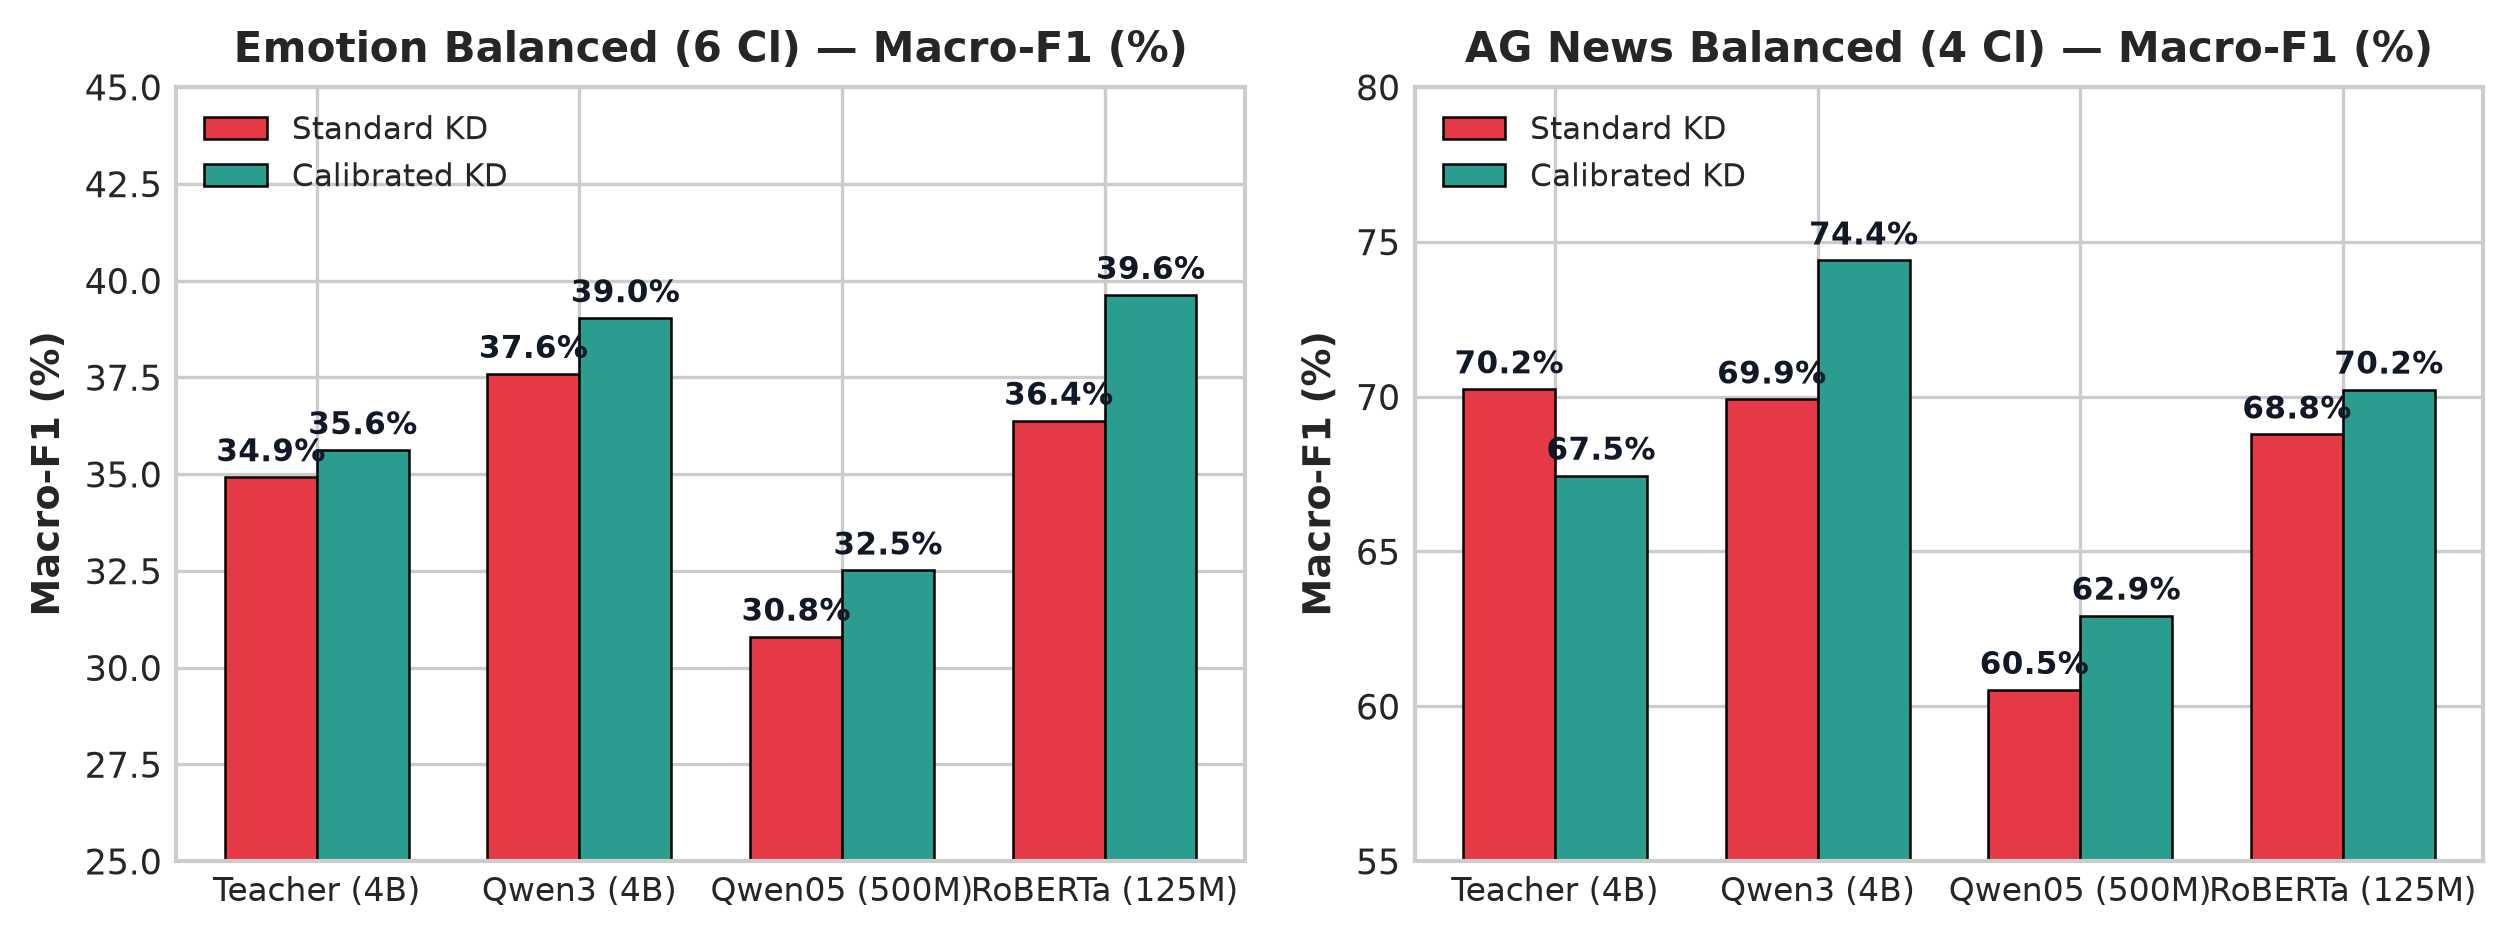 Emotion Balanced (6 Cl) — Macro-F1 (%)
Standard KD
Calibrated KD
Macro-F1 (%)
45.0
42.5
40.0
37.5
35.0
32.5
30.0
27.5
25.0
34.9%
35.6%
37.6%
39.0%
30.8%
32.5%
36.4%
39.6%
Teacher (4B)
Qwen3 (4B)
Qwen05 (500M)
RoBERTa (125M)
AG News Balanced (4 Cl) — Macro-F1 (%)
Standard KD
Calibrated KD
Macro-F1 (%)
80
75
70
65
60
55
70.2%
67.5%
69.9%
74.4%
60.5%
62.9%
68.8%
70.2%
Teacher (4B)
Qwen3 (4B)
Qwen05 (500M)
RoBERTa (125M)